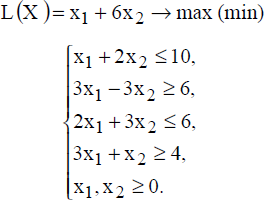 L(X)=x₁+6x₂→max (min)
x₁+2x₂≤10,
3x₁−3x₂≥6,
2x₁+3x₂≤6,
3x₁+x₂≥4,
x₁,x₂≥0.